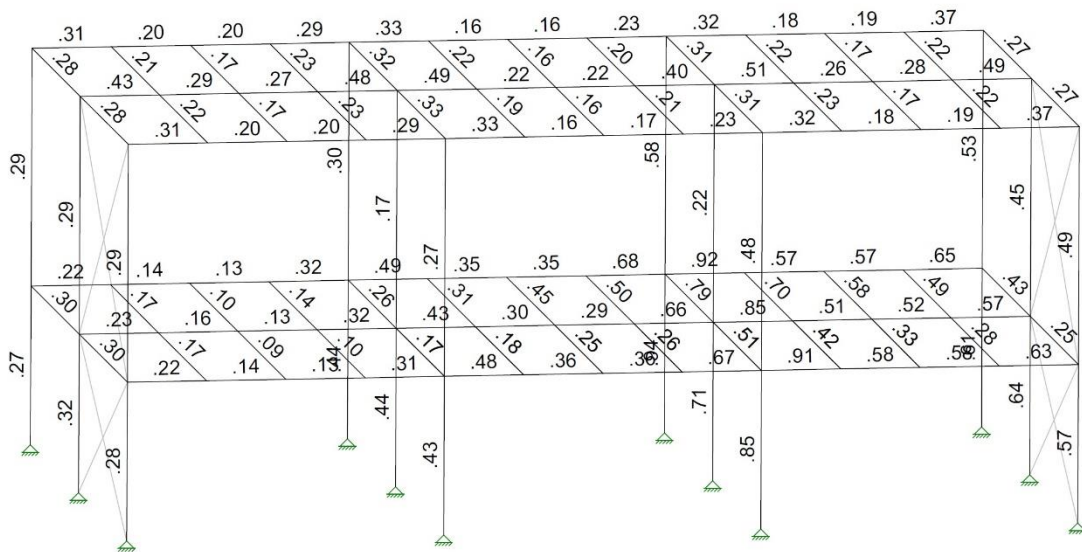 .31 .20 .20 .29 .33 .16 .16 .23 .32 .18 .19 .37
.28 .21 .17 .23 .32 .22 .16 .20 .31 .22 .17 .22 .27
.43 .29 .27 .48 .49 .22 .22 .40 .51 .26 .28 .49
.28 .22 .17 .23 .33 .19 .16 .21 .31 .23 .17 .22 .27
.31 .20 .20 .29 .33 .16 .17 .23 .32 .18 .19 .37
.29 .30 .58 .53
.29 .17 .22 .45
.29 .27 .48 .49
.22 .14 .13 .32 .49 .35 .35 .68 .92 .57 .57 .65
.30 .17 .10 .14 .26 .31 .45 .50 .79 .70 .58 .49 .43
.23 .16 .13 .32 .43 .30 .29 .66 .85 .51 .52 .57
.30 .17 .09 .10 .17 .18 .25 .26 .51 .42 .33 .28 .25
.22 .14 .13 .31 .48 .36 .36 .67 .91 .58 .63
.27 .44
.32 .44 .71 .64
.28 .43 .85 .57